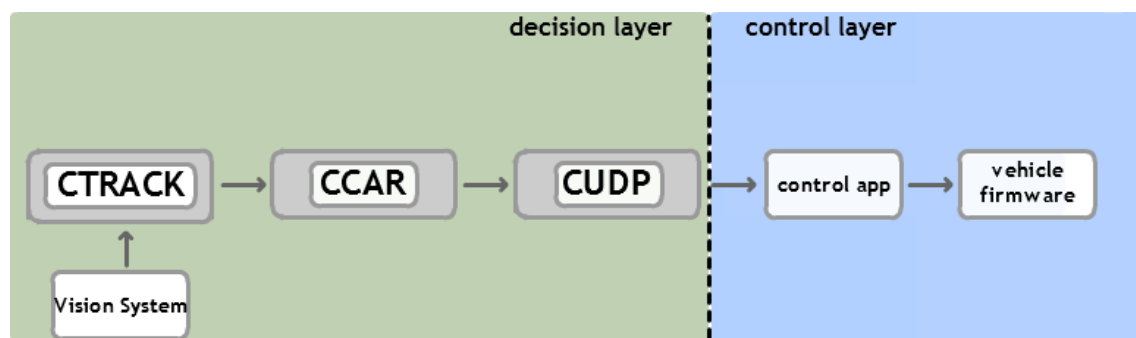 decision layer
control layer
CTRACK
CCAR
CUDP
control app
vehicle
firmware
Vision System